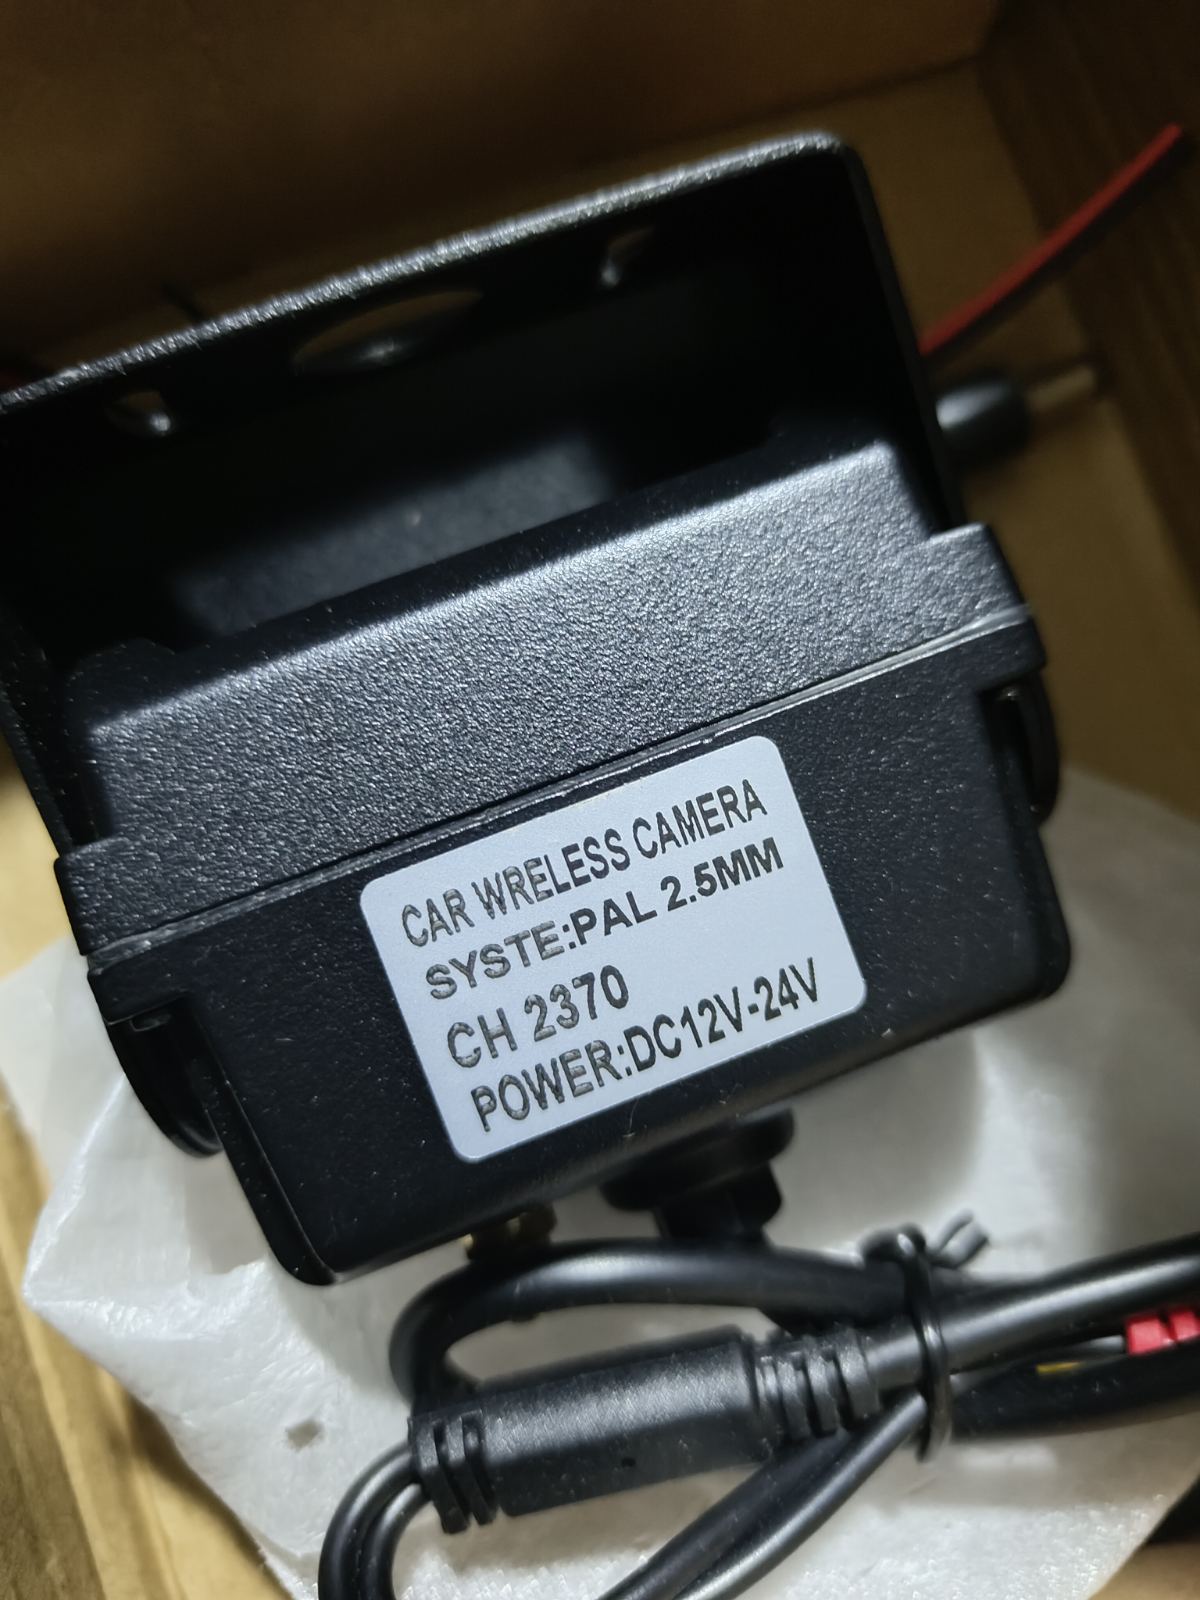 CAR WRELESS CAMERA
SYSTE:PAL 2.5MM
CH 2370
POWER:DC12V-24V